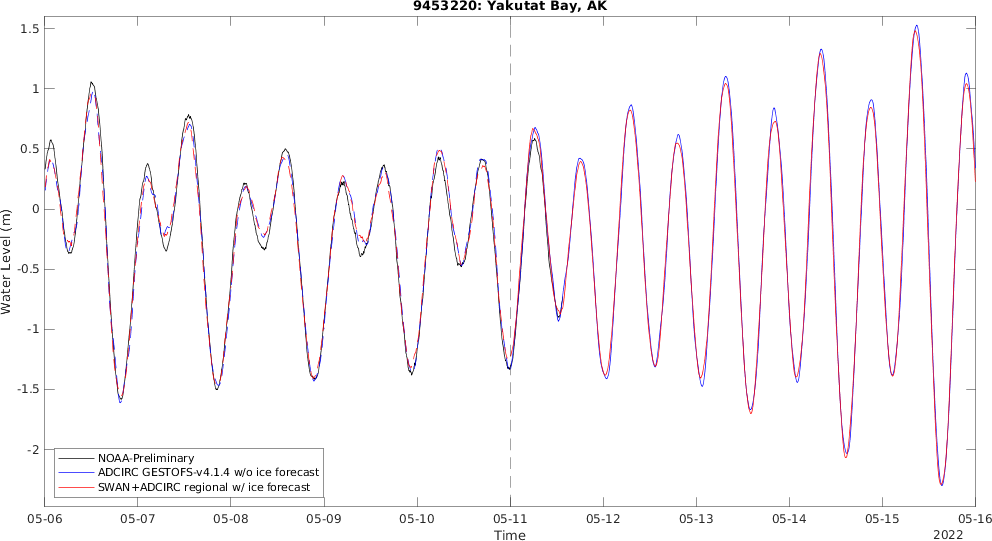 9453220: Yakutat Bay, AK
Water Level (m)
1.5
1
0.5
0
-0.5
-1
-1.5
-2
NOAA-Preliminary
ADCIRC GESTOFS-v4.1.4 w/o ice forecast
SWAN+ADCIRC regional w/ ice forecast
05-06 05-07 05-08 05-09 05-10 05-11 05-12 05-13 05-14 05-15 05-16
Time
2022